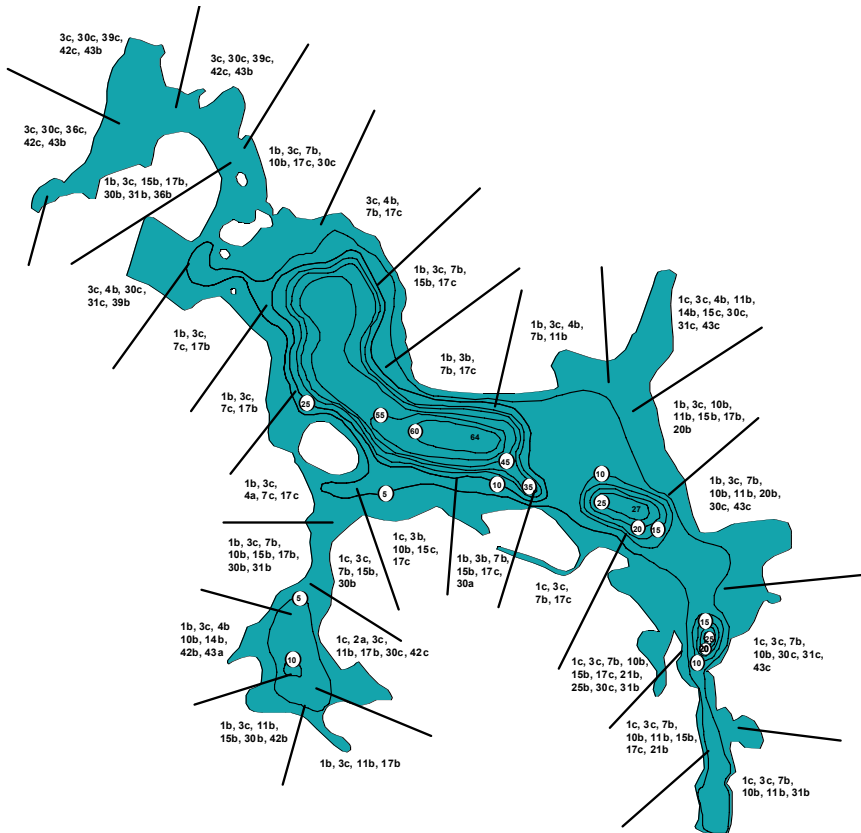 3c, 30c, 39c,
42c, 43b
3c, 30c, 39c,
42c, 43b
3c, 30c, 36c,
42c, 43b
1b, 3c, 7b,
10b, 17c, 30c
1b, 3c, 15b, 17b,
30b, 31b, 36b
3c, 4b,
7b, 17c
3c, 4b, 30c,
31c, 39b
1b, 3c, 7b,
15b, 17c
1c, 3c, 4b, 11b,
14b, 15c, 30c,
31c, 43c
1b, 3c,
7c, 17b
1b, 3c, 4b,
7b, 11b
1b, 3b,
7b, 17c
1b, 3c,
7c, 17b
1b, 3c, 10b,
11b, 15b, 17b,
20b
25
55
60
64
45
1b, 3c,
4a, 7c, 17c
5
10
35
10
25
27
20
15
1b, 3c, 7b,
10b, 11b, 20b,
30c, 43c
1b, 3c, 7b,
10b, 15b, 17b,
30b, 31b
1c, 3c,
7b, 15b,
30b
1c, 3b,
10b, 15c,
17c
1b, 3b, 7b,
15b, 17c,
30a
1c, 3c,
7b, 17c
5
1b, 3c, 4b
10b, 14b,
42b, 43a
1c, 2a, 3c,
11b, 17b, 30c, 42c
10
15
25
20
10
1c, 3c, 7b, 10b,
15b, 17c, 21b,
25b, 30c, 31b
1c, 3c, 7b,
10b, 30c, 31c,
43c
1b, 3c, 11b,
15b, 30b, 42b
1b, 3c, 11b, 17b
1c, 3c, 7b,
10b, 11b, 15b,
17c, 21b
1c, 3c, 7b,
10b, 11b, 31b